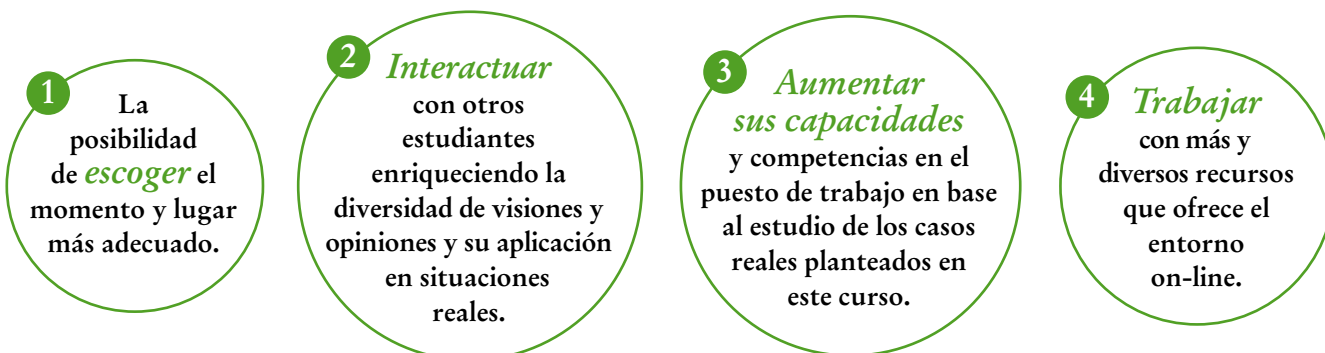 1
La
posibilidad
de escoger el
momento y lugar
más adecuado.
2
Interactuar
con otros
estudiantes
enriqueciendo la
diversidad de visiones y
opiniones y su aplicación
en situaciones
reales.
3
Aumentar
sus capacidades
y competencias en el
puesto de trabajo en base
al estudio de los casos
reales planteados en
este curso.
4
Trabajar
con más y
diversos recursos
que ofrece el
entorno
on-line.